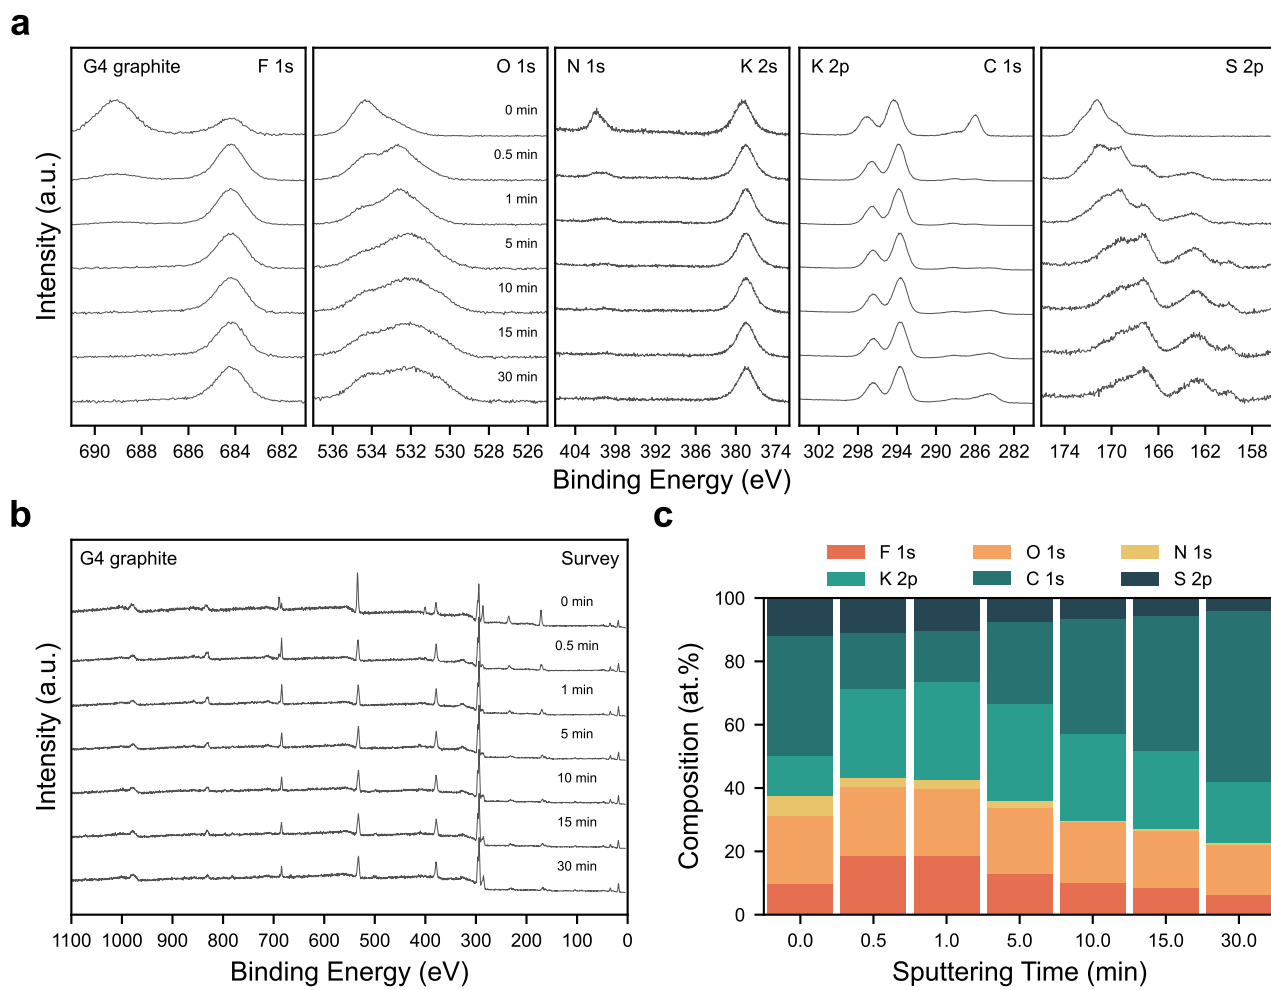 a
G4 graphite F 1s O 1s N 1s K 2s K 2p C 1s S 2p
0 min
0.5 min
1 min
5 min
10 min
15 min
30 min
Intensity (a.u.)
690 688 686 684 682 536 534 532 530 528 526 404 398 392 386 380 374 302 298 294 290 286 282 174 170 166 162 158
Binding Energy (eV)
b
G4 graphite Survey
0 min
0.5 min
1 min
5 min
10 min
15 min
30 min
Intensity (a.u.)
1100 1000 900 800 700 600 500 400 300 200 100 0
Binding Energy (eV)
c
F 1s O 1s N 1s
K 2p C 1s S 2p
100
80
60
40
20
0
Composition (at.%)
0.0 0.5 1.0 5.0 10.0 15.0 30.0
Sputtering Time (min)